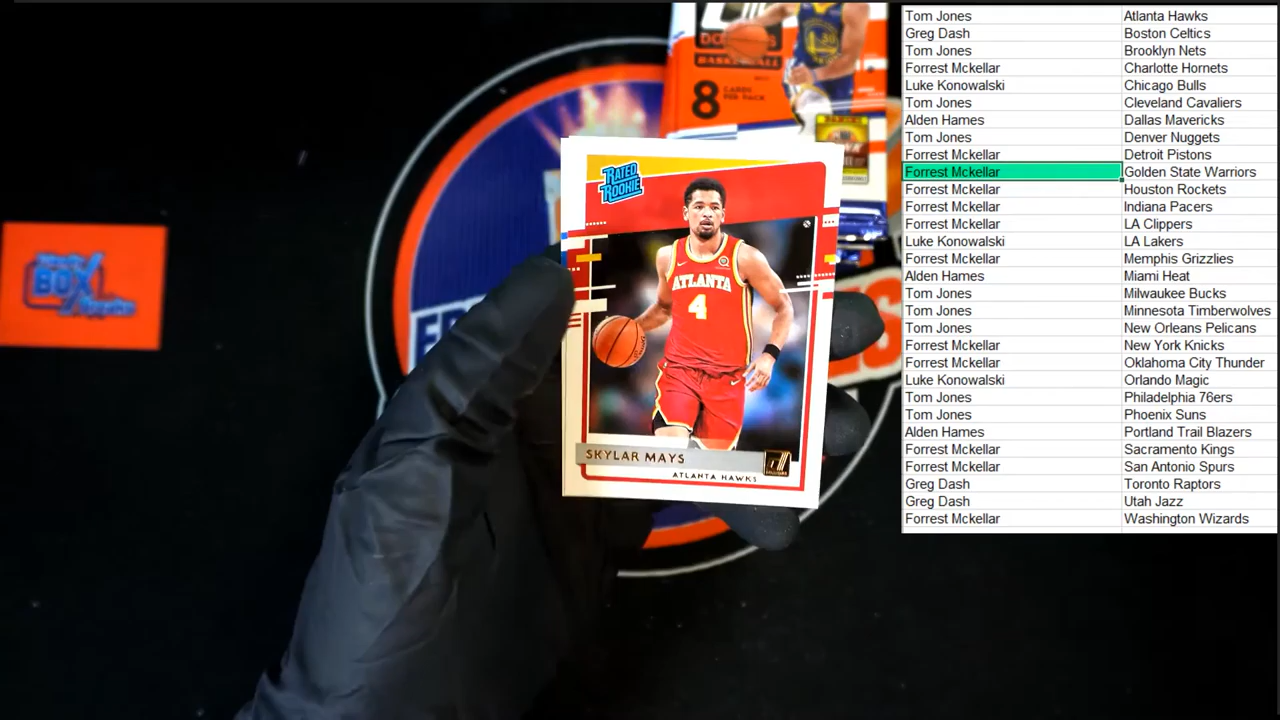 8
CARDS
PER PACK
BASKETBALL
PANINI
30
RATED
ROOKIE
ATLANTA
4
SKYLAR MAYS
ATLANTA HAWKS
BOX
Tom Jones Atlanta Hawks
Greg Dash Boston Celtics
Tom Jones Brooklyn Nets
Forrest Mckellar Charlotte Hornets
Luke Konowalski Chicago Bulls
Tom Jones Cleveland Cavaliers
Alden Hames Dallas Mavericks
Tom Jones Denver Nuggets
Forrest Mckellar Detroit Pistons
Forrest Mckellar Golden State Warriors
Forrest Mckellar Houston Rockets
Forrest Mckellar Indiana Pacers
Forrest Mckellar LA Clippers
Luke Konowalski LA Lakers
Forrest Mckellar Memphis Grizzlies
Alden Hames Miami Heat
Tom Jones Milwaukee Bucks
Tom Jones Minnesota Timberwolves
Tom Jones New Orleans Pelicans
Forrest Mckellar New York Knicks
Forrest Mckellar Oklahoma City Thunder
Luke Konowalski Orlando Magic
Tom Jones Philadelphia 76ers
Tom Jones Phoenix Suns
Alden Hames Portland Trail Blazers
Forrest Mckellar Sacramento Kings
Forrest Mckellar San Antonio Spurs
Greg Dash Toronto Raptors
Greg Dash Utah Jazz
Forrest Mckellar Washington Wizards